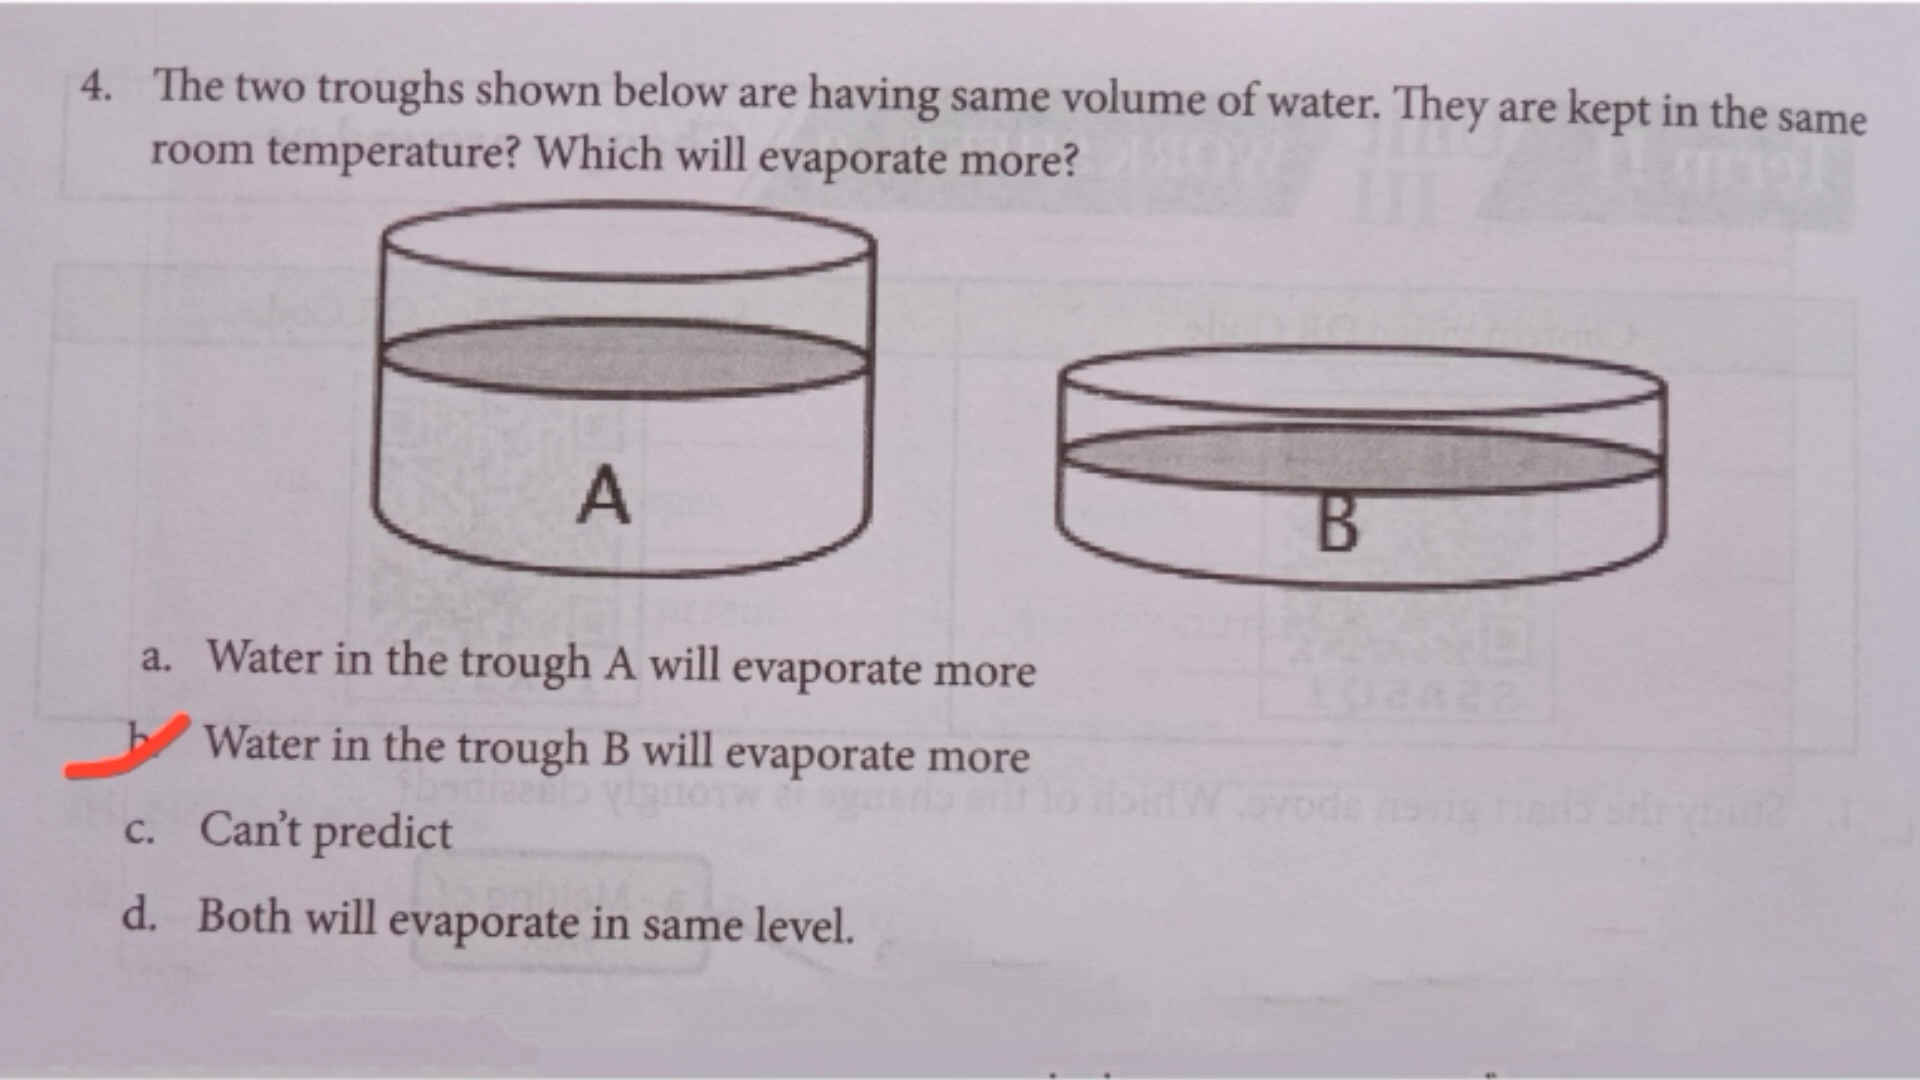 4. The two troughs shown below are having same volume of water. They are kept in the same
room temperature? Which will evaporate more?
A
B
a. Water in the trough A will evaporate more
b. Water in the trough B will evaporate more
c. Can't predict
d. Both will evaporate in same level.